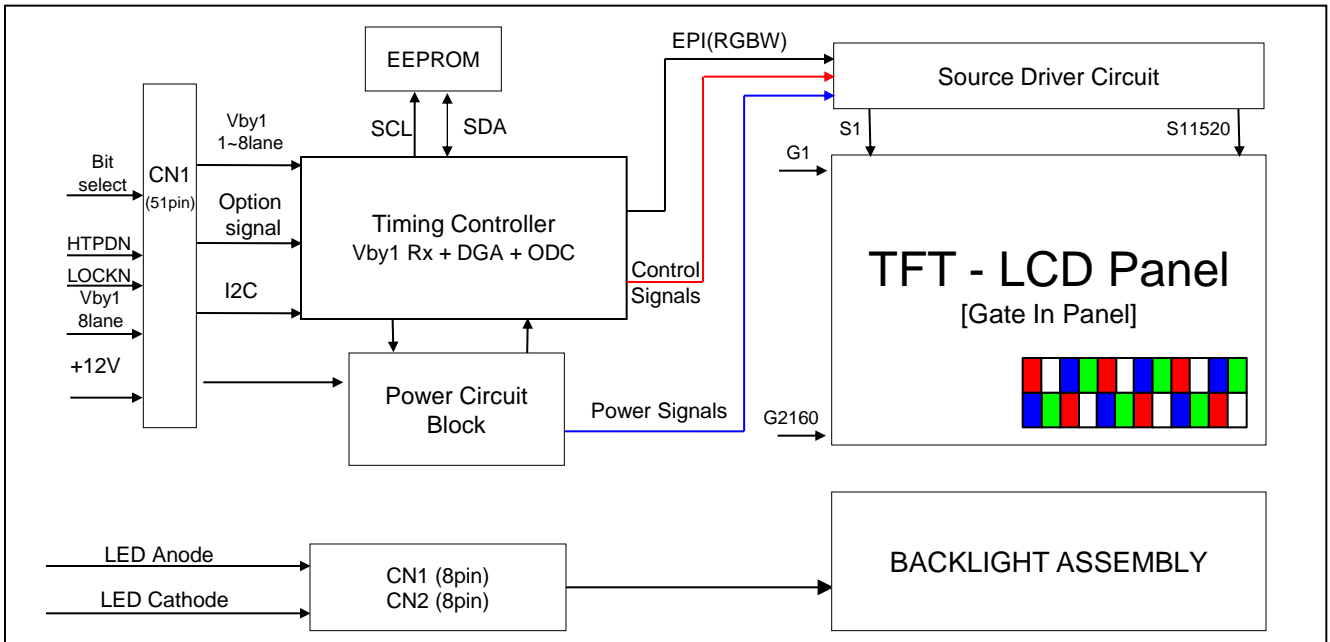 EEPROM
SCL
SDA
EPI(RGBW)
Source Driver Circuit
S1
S11520
G1
Bit
select
HTPDN
LOCKN
Vby1
8lane
+12V
CN1
(51pin)
Vby1
1~8lane
Option
signal
I2C
Timing Controller
Vby1 Rx + DGA + ODC
Control
Signals
Power Circuit
Block
Power Signals
TFT - LCD Panel
[Gate In Panel]
G2160
LED Anode
LED Cathode
CN1 (8pin)
CN2 (8pin)
BACKLIGHT ASSEMBLY